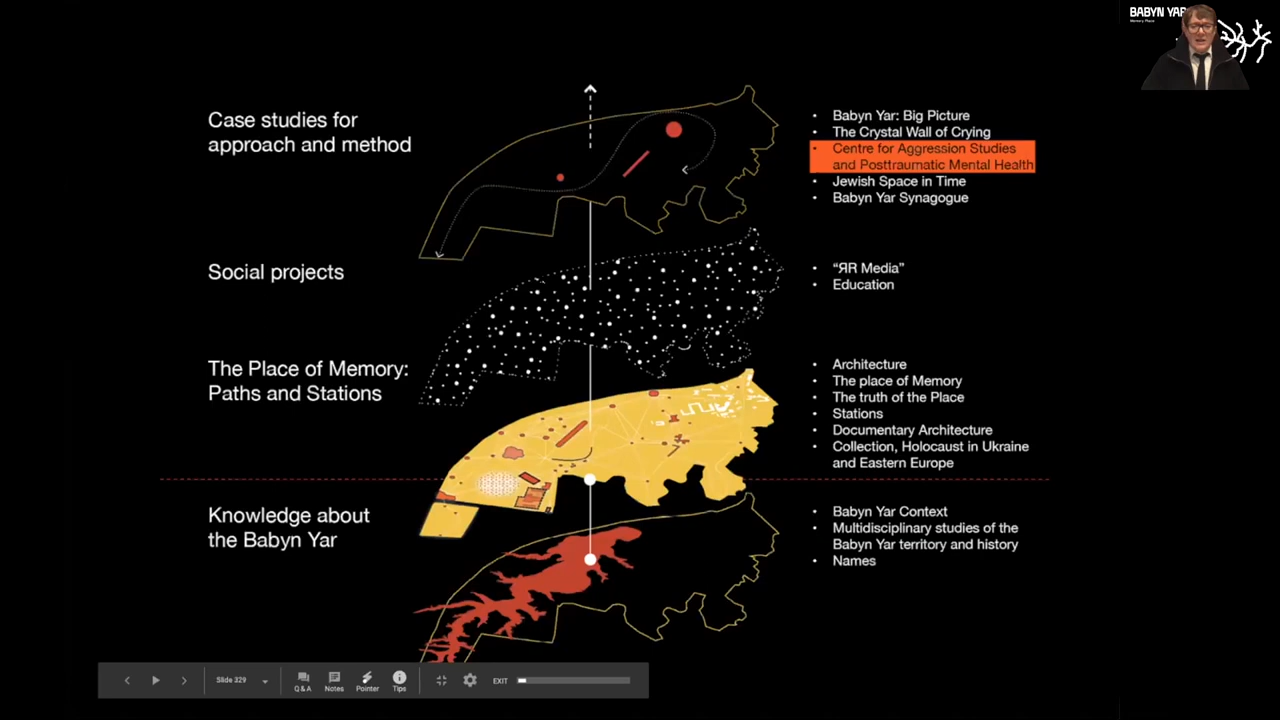 BABYN YAR
Memory Place
Case studies for
approach and method
• Babyn Yar: Big Picture
• The Crystal Wall of Crying
• Centre for Aggression Studies
and Posttraumatic Mental Health
• Jewish Space in Time
• Babyn Yar Synagogue
Social projects
• “ЯR Media”
• Education
The Place of Memory:
Paths and Stations
• Architecture
• The place of Memory
• The truth of the Place
• Stations
• Documentary Architecture
• Collection, Holocaust in Ukraine
and Eastern Europe
Knowledge about
the Babyn Yar
• Babyn Yar Context
• Multidisciplinary studies of the
Babyn Yar territory and history
• Names
Slide 329
Q & A
Notes
Pointer
Tips
EXIT